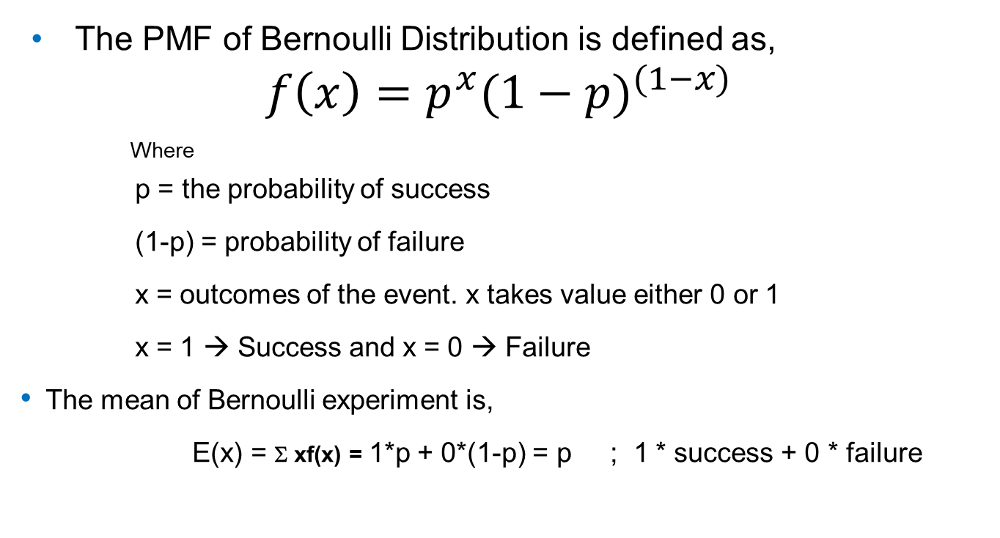 • The PMF of Bernoulli Distribution is defined as,
f(x) = p^x(1 − p)^(1−x)
Where
p = the probability of success
(1-p) = probability of failure
x = outcomes of the event. x takes value either 0 or 1
x = 1 → Success and x = 0 → Failure
• The mean of Bernoulli experiment is,
E(x) = Σ xf(x) = 1*p + 0*(1-p) = p ; 1 * success + 0 * failure